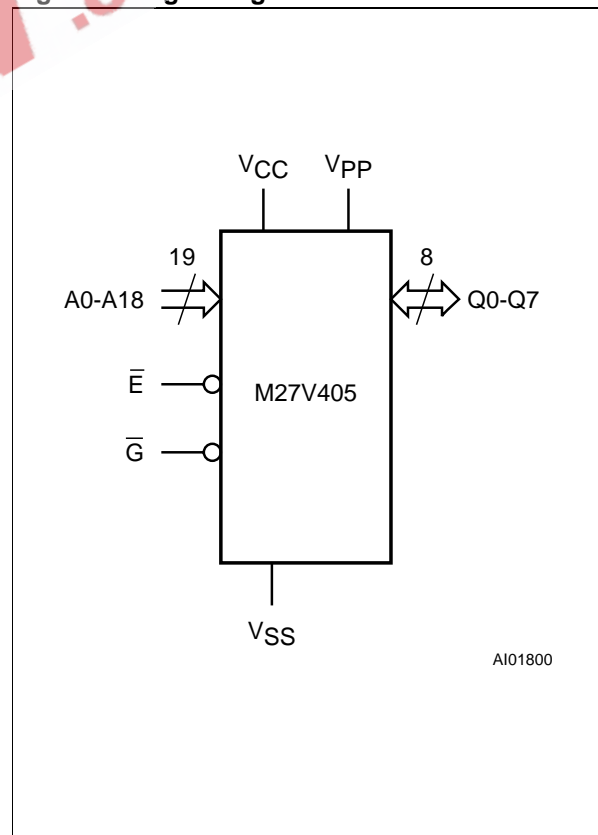 VCC VPP
19 8
A0-A18 Q0-Q7
E̅ M27V405
G̅
VSS
AI01800